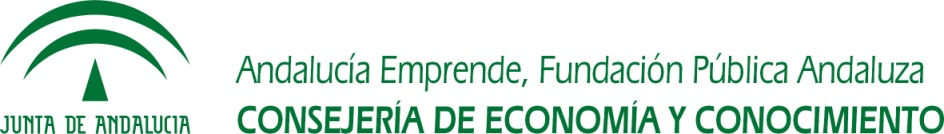 Andalucía Emprende, Fundación Pública Andaluza
JUNTA DE ANDALUCIA
CONSEJERÍA DE ECONOMÍA Y CONOCIMIENTO